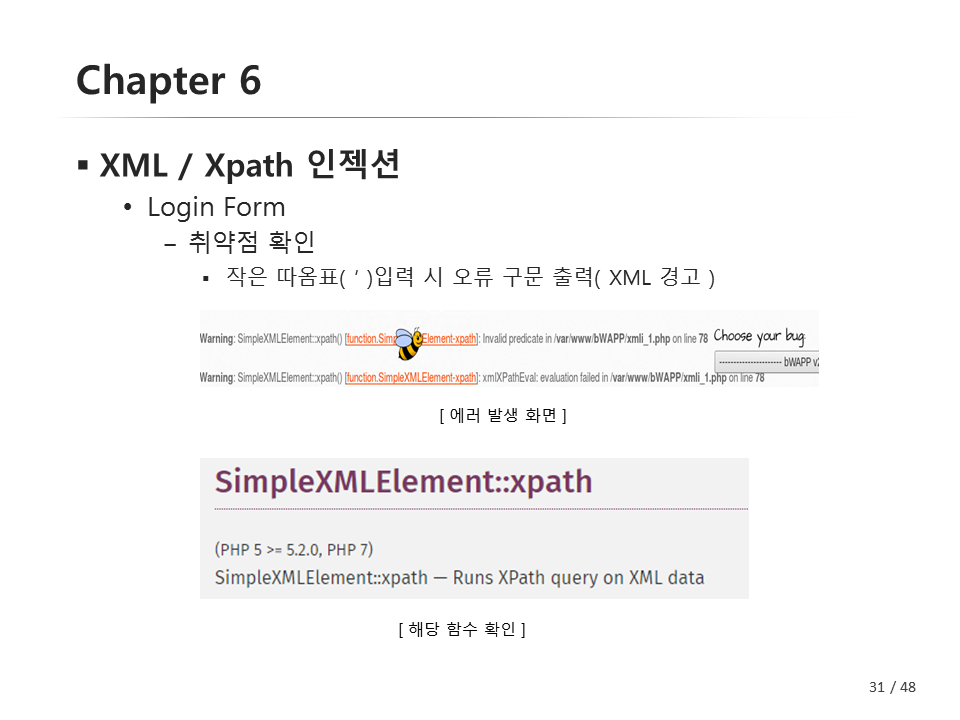 Chapter 6
▪ XML / Xpath 인젝션
• Login Form
– 취약점 확인
▪ 작은 따옴표( ’ )입력 시 오류 구문 출력( XML 경고 )
Warning: SimpleXMLElement::xpath() [function.Simp Element-xpath]: Invalid predicate in /var/www/bWAPP/xmli_1.php on line 78
Choose your bug:
---------------------- bWAPP v2
Warning: SimpleXMLElement::xpath() [function.SimpleXMLElement-xpath]: xmlXPathEval: evaluation failed in /var/www/bWAPP/xmli_1.php on line 78
[ 에러 발생 화면 ]
SimpleXMLElement::xpath
(PHP 5 >= 5.2.0, PHP 7)
SimpleXMLElement::xpath — Runs XPath query on XML data
[ 해당 함수 확인 ]
31 / 48